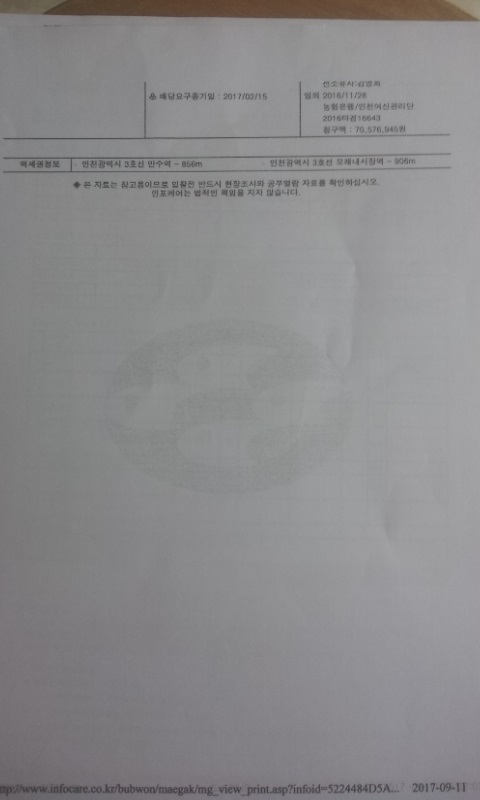 전소유자:김영희
♨ 배당요구종기일 : 2017/02/15
임의 2016/11/28
농협은행/인천여신관리단
2016타경16643
청구액 : 70,576,945원
역세권정보 · 인천광역시 3호선 만수역 - 856m · 인천광역시 3호선 모래내시장역 - 906m
◈ 본 자료는 참고용이므로 입찰전 반드시 현장조사와 공부열람 자료를 확인하십시오.
인포케어는 법적인 책임을 지지 않습니다.
ttp://www.infocare.co.kr/bubwon/maegak/mg_view_print.asp?infoid=5224484D5A... 2017-09-11